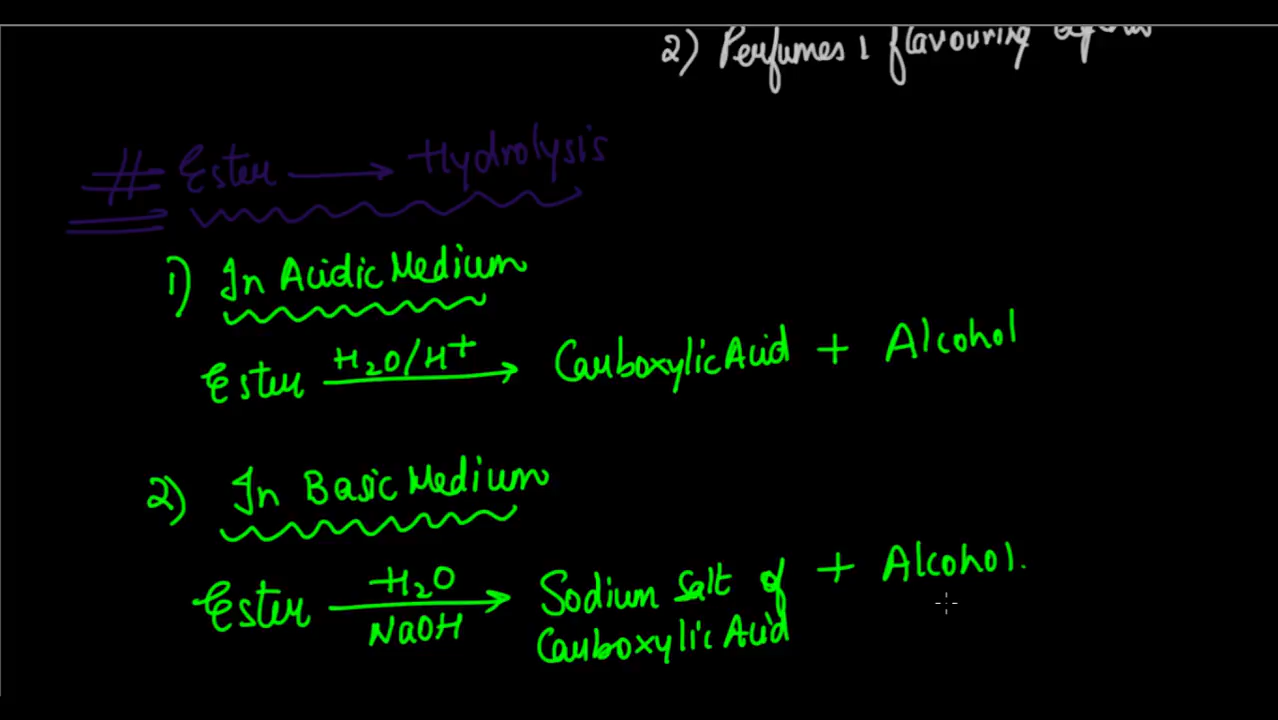 2) Perfumes & flavouring
# Ester → Hydrolysis
1) In Acidic Medium
Ester H2O/H+ → Carboxylic Acid + Alcohol
2) In Basic Medium
Ester H2O NaOH → Sodium Salt of + Alcohol.
Carboxylic Acid